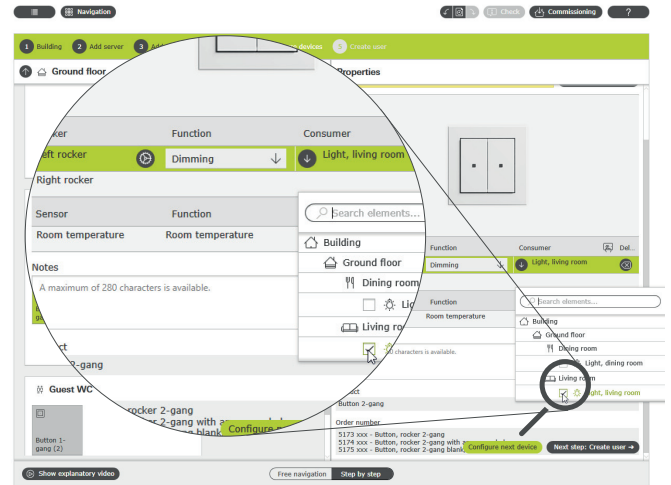 Navigation
Check
Commissioning
?
1 Building 2 Add server 3 devices 5 Create user
Ground floor
Properties
Function
Consumer
eft rocker
Dimming
Light, living room
Right rocker
Sensor
Function
Room temperature
Room temperature
Notes
A maximum of 280 characters is available.
Search elements...
Building
Ground floor
Dining room
Living
2-gang
rocker 2-gang
2-gang with a
blank
Configure
Function
Consumer
Del...
Dimming
Light, living room
Function
Room temperature
characters is available.
Search elements...
Building
Ground floor
Dining room
Light, dining room
Living room
Light, living room
Button 2-gang
Order number
5173 xxx - Button, rocker 2-gang
5174 xxx - Button, rocker 2-gang with
5175 xxx - Button, rocker 2-gang blank
Configure next device
Next step: Create user →
Guest WC
Button 1-
gang (2)
Show explanatory video
Free navigation
Step by step